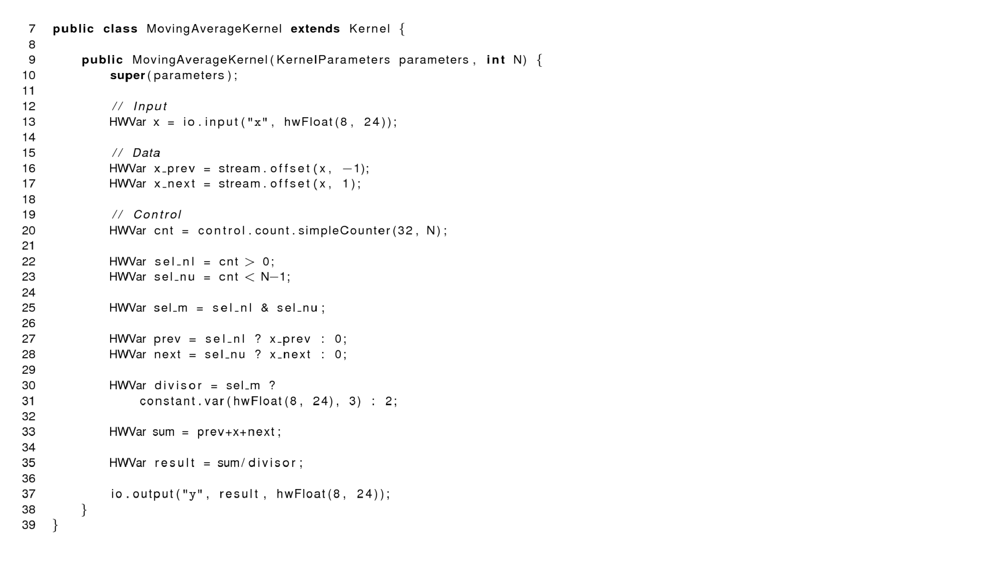 7 public class MovingAverageKernel extends Kernel {
8
9 public MovingAverageKernel(KernelParameters parameters, int N) {
10 super(parameters);
11
12 // Input
13 HWVar x = io.input("x", hwFloat(8, 24));
14
15 // Data
16 HWVar x_prev = stream.offset(x, −1);
17 HWVar x_next = stream.offset(x, 1);
18
19 // Control
20 HWVar cnt = control.count.simpleCounter(32, N);
21
22 HWVar sel_nl = cnt > 0;
23 HWVar sel_nu = cnt < N−1;
24
25 HWVar sel_m = sel_nl & sel_nu;
26
27 HWVar prev = sel_nl ? x_prev : 0;
28 HWVar next = sel_nu ? x_next : 0;
29
30 HWVar divisor = sel_m ?
31 constant.var(hwFloat(8, 24), 3) : 2;
32
33 HWVar sum = prev+x+next;
34
35 HWVar result = sum/divisor;
36
37 io.output("y", result, hwFloat(8, 24));
38 }
39 }